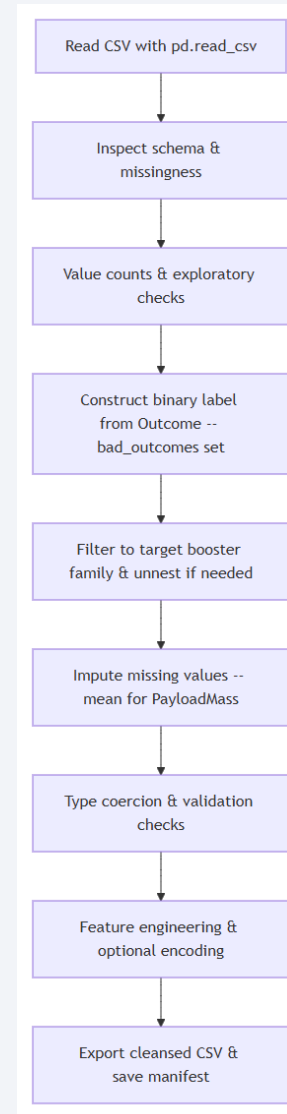 Read CSV with pd.read_csv
Inspect schema &
missingness
Value counts & exploratory
checks
Construct binary label
from Outcome --
bad_outcomes set
Filter to target booster
family & unnest if needed
Impute missing values --
mean for PayloadMass
Type coercion & validation
checks
Feature engineering &
optional encoding
Export cleansed CSV &
save manifest